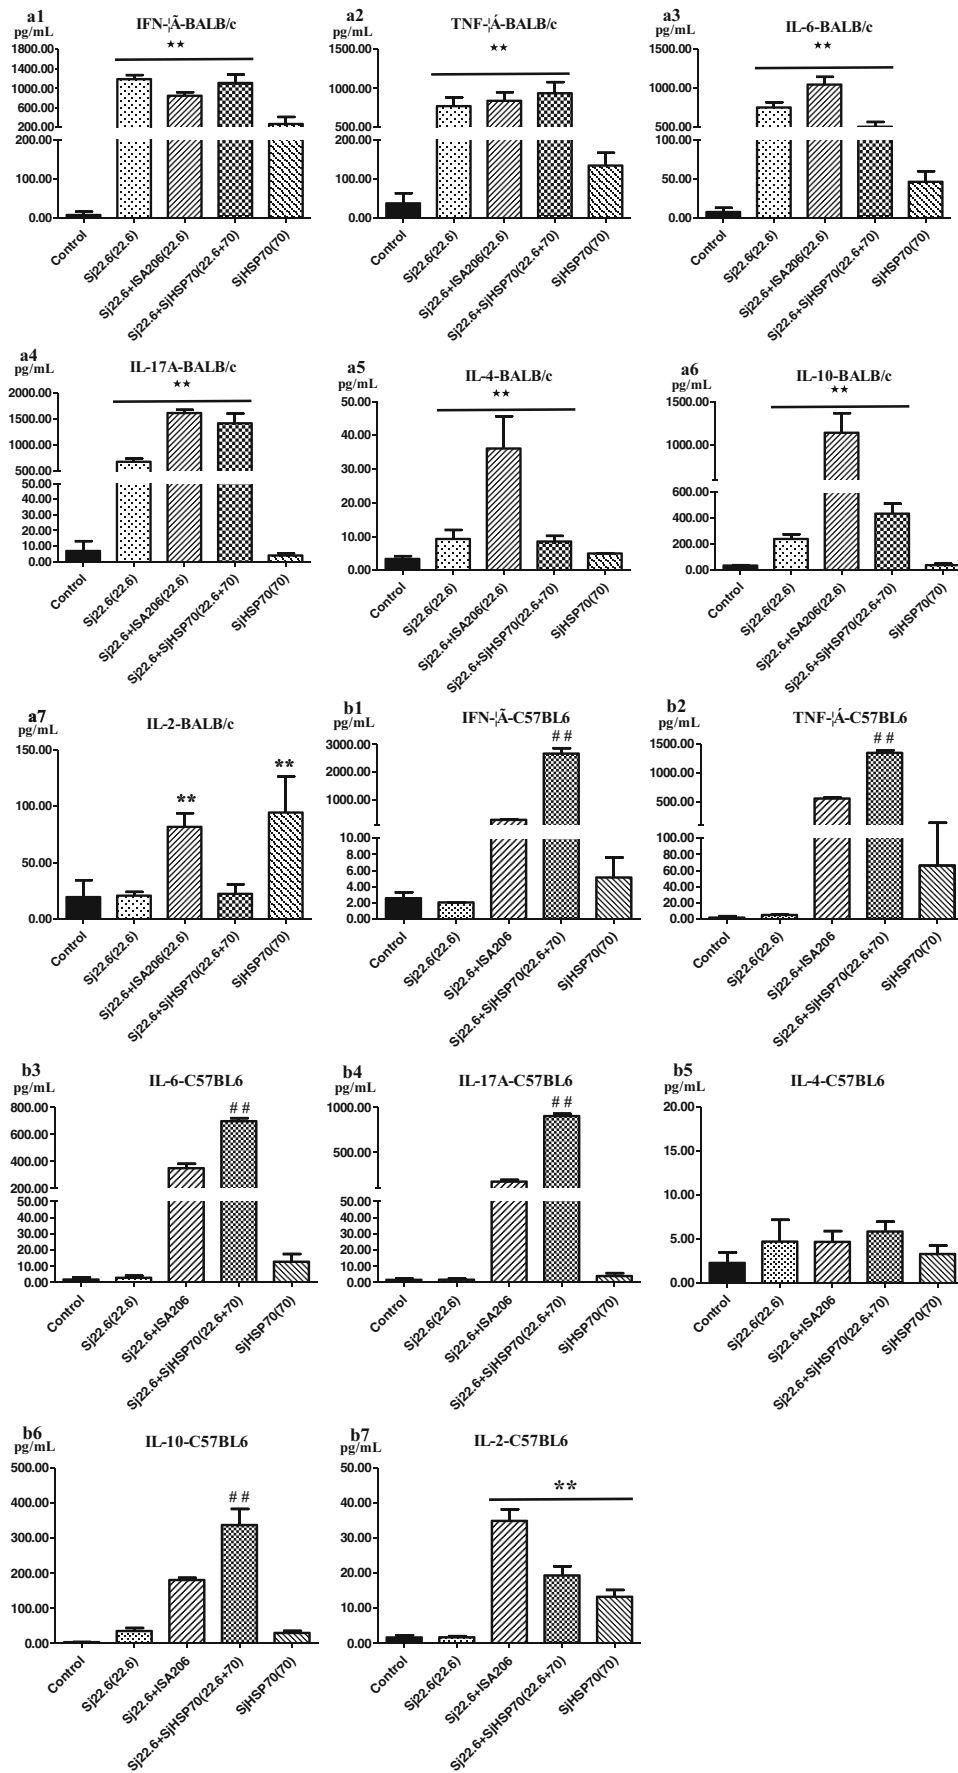 a1
pg/mL
IFN-¦Ã-BALB/c
★★
1800.00
1400.00
1000.00
600.00
200.00
200.00
100.00
0.00
Control
Sj22.6(22.6)
Sj22.6+ISA206(22.6)
Sj22.6+SjHSP70(22.6+70)
SjHSP70(70)
a2
pg/mL
TNF-¦Á-BALB/c
★★
1500.00
1000.00
500.00
200.00
100.00
0.00
Control
Sj22.6(22.6)
Sj22.6+ISA206(22.6)
Sj22.6+SjHSP70(22.6+70)
SjHSP70(70)
a3
pg/mL
IL-6-BALB/c
★★
1500.00
1000.00
500.00
100.00
50.00
0.00
Control
Sj22.6(22.6)
Sj22.6+ISA206(22.6)
Sj22.6+SjHSP70(22.6+70)
SjHSP70(70)
a4
pg/mL
IL-17A-BALB/c
★★
2000.00
1500.00
1000.00
500.00
50.00
40.00
30.00
20.00
10.00
0.00
Control
Sj22.6(22.6)
Sj22.6+ISA206(22.6)
Sj22.6+SjHSP70(22.6+70)
SjHSP70(70)
a5
pg/mL
IL-4-BALB/c
★★
50.00
40.00
30.00
20.00
10.00
0.00
Control
Sj22.6(22.6)
Sj22.6+ISA206(22.6)
Sj22.6+SjHSP70(22.6+70)
SjHSP70(70)
a6
pg/mL
IL-10-BALB/c
★★
1500.00
1000.00
600.00
400.00
200.00
0.00
Control
Sj22.6(22.6)
Sj22.6+ISA206(22.6)
Sj22.6+SjHSP70(22.6+70)
SjHSP70(70)
a7
pg/mL
IL-2-BALB/c
**
**
150.00
100.00
50.00
0.00
Control
Sj22.6(22.6)
Sj22.6+ISA206(22.6)
Sj22.6+SjHSP70(22.6+70)
SjHSP70(70)
b1
pg/mL
IFN-¦Ã-C57BL6
# #
3000.00
2000.00
1000.00
10.00
8.00
6.00
4.00
2.00
0.00
Control
Sj22.6(22.6)
Sj22.6+ISA206
Sj22.6+SjHSP70(22.6+70)
SjHSP70(70)
b2
pg/mL
TNF-¦Á-C57BL6
# #
1500.00
1000.00
500.00
100.00
80.00
60.00
40.00
20.00
0.00
Control
Sj22.6(22.6)
Sj22.6+ISA206
Sj22.6+SjHSP70(22.6+70)
SjHSP70(70)
b3
pg/mL
IL-6-C57BL6
# #
800.00
600.00
400.00
200.00
50.00
40.00
30.00
20.00
10.00
0.00
Control
Sj22.6(22.6)
Sj22.6+ISA206
Sj22.6+SjHSP70(22.6+70)
SjHSP70(70)
b4
pg/mL
IL-17A-C57BL6
# #
1000.00
500.00
50.00
40.00
30.00
20.00
10.00
0.00
Control
Sj22.6(22.6)
Sj22.6+ISA206
Sj22.6+SjHSP70(22.6+70)
SjHSP70(70)
b5
pg/mL
IL-4-C57BL6
20.00
15.00
10.00
5.00
0.00
Control
Sj22.6(22.6)
Sj22.6+ISA206
Sj22.6+SjHSP70(22.6+70)
SjHSP70(70)
b6
pg/mL
IL-10-C57BL6
# #
500.00
400.00
300.00
200.00
100.00
0.00
Control
Sj22.6(22.6)
Sj22.6+ISA206
Sj22.6+SjHSP70(22.6+70)
SjHSP70(70)
b7
pg/mL
IL-2-C57BL6
**
50.00
40.00
30.00
20.00
10.00
0.00
Control
Sj22.6(22.6)
Sj22.6+ISA206
Sj22.6+SjHSP70(22.6+70)
SjHSP70(70)